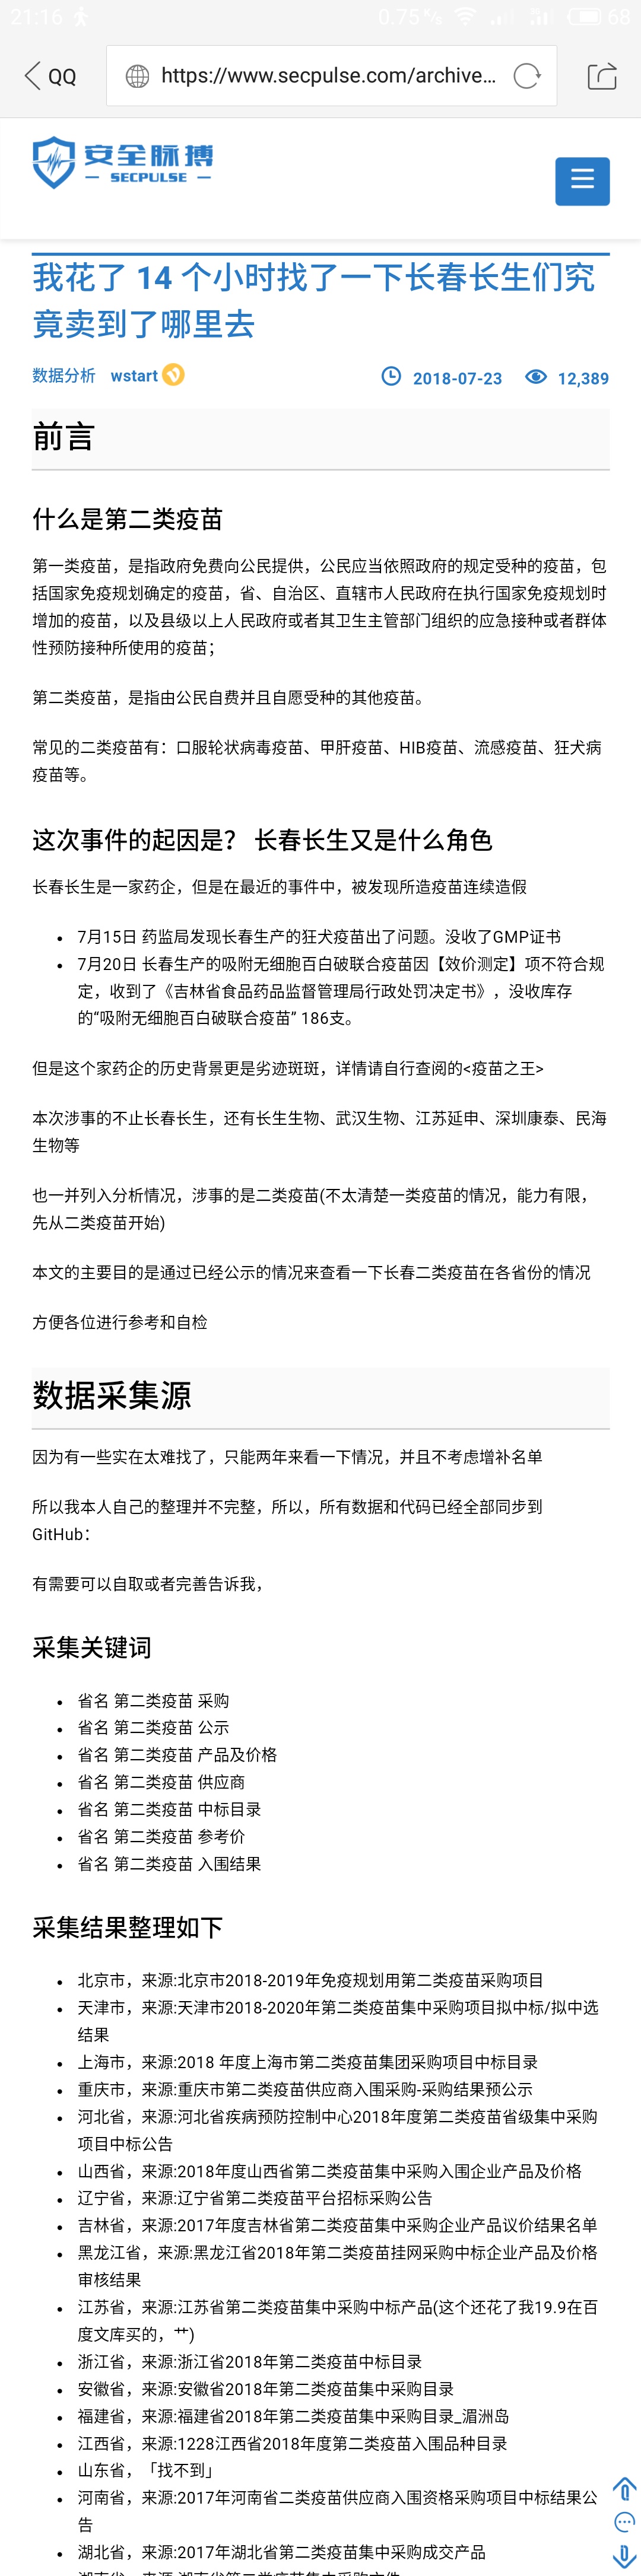 21:16
0.75 K/s
68
QQ
https://www.secpulse.com/archive...
安全脉搏
SECPULSE
我花了 14 个小时找了一下长春长生们究
竟卖到了哪里去
数据分析 wstart 2018-07-23 12,389
前言
什么是第二类疫苗
第一类疫苗，是指政府免费向公民提供，公民应当依照政府的规定受种的疫苗，包
括国家免疫规划确定的疫苗，省、自治区、直辖市人民政府在执行国家免疫规划时
增加的疫苗，以及县级以上人民政府或者其卫生主管部门组织的应急接种或者群体
性预防接种所使用的疫苗；
第二类疫苗，是指由公民自费并且自愿受种的其他疫苗。
常见的二类疫苗有：口服轮状病毒疫苗、甲肝疫苗、HIB疫苗、流感疫苗、狂犬病
疫苗等。
这次事件的起因是？ 长春长生又是什么角色
长春长生是一家药企，但是在最近的事件中，被发现所造疫苗连续造假
7月15日 药监局发现长春生产的狂犬疫苗出了问题。没收了GMP证书
7月20日 长春生产的吸附无细胞百白破联合疫苗因【效价测定】项不符合规
定，收到了《吉林省食品药品监督管理局行政处罚决定书》，没收库存
的“吸附无细胞百白破联合疫苗” 186支。
但是这个家药企的历史背景更是劣迹斑斑，详情请自行查阅的<疫苗之王>
本次涉事的不止长春长生，还有长生生物、武汉生物、江苏延申、深圳康泰、民海
生物等
也一并列入分析情况，涉事的是二类疫苗(不太清楚一类疫苗的情况，能力有限，
先从二类疫苗开始)
本文的主要目的是通过已经公示的情况来查看一下长春二类疫苗在各省份的情况
方便各位进行参考和自检
数据采集源
因为有一些实在太难找了，只能两年来看一下情况，并且不考虑增补名单
所以我本人自己的整理并不完整，所以，所有数据和代码已经全部同步到
GitHub：
有需要可以自取或者完善告诉我，
采集关键词
省名 第二类疫苗 采购
省名 第二类疫苗 公示
省名 第二类疫苗 产品及价格
省名 第二类疫苗 供应商
省名 第二类疫苗 中标目录
省名 第二类疫苗 参考价
省名 第二类疫苗 入围结果
采集结果整理如下
北京市，来源:北京市2018-2019年免疫规划用第二类疫苗采购项目
天津市，来源:天津市2018-2020年第二类疫苗集中采购项目拟中标/拟中选
结果
上海市，来源:2018 年度上海市第二类疫苗集团采购项目中标目录
重庆市，来源:重庆市第二类疫苗供应商入围采购-采购结果预公示
河北省，来源:河北省疾病预防控制中心2018年度第二类疫苗省级集中采购
项目中标公告
山西省，来源:2018年度山西省第二类疫苗集中采购入围企业产品及价格
辽宁省，来源:辽宁省第二类疫苗平台招标采购公告
吉林省，来源:2017年度吉林省第二类疫苗集中采购企业产品议价结果名单
黑龙江省，来源:黑龙江省2018年第二类疫苗挂网采购中标企业产品及价格
审核结果
江苏省，来源:江苏省第二类疫苗集中采购中标产品(这个还花了我19.9在百
度文库买的，艹)
浙江省，来源:浙江省2018年第二类疫苗中标目录
安徽省，来源:安徽省2018年第二类疫苗集中采购目录
福建省，来源:福建省2018年第二类疫苗集中采购目录_湄洲岛
江西省，来源:1228江西省2018年度第二类疫苗入围品种目录
山东省，「找不到」
河南省，来源:2017年河南省二类疫苗供应商入围资格采购项目中标结果公
告
湖北省，来源:2017年湖北省第二类疫苗集中采购成交产品